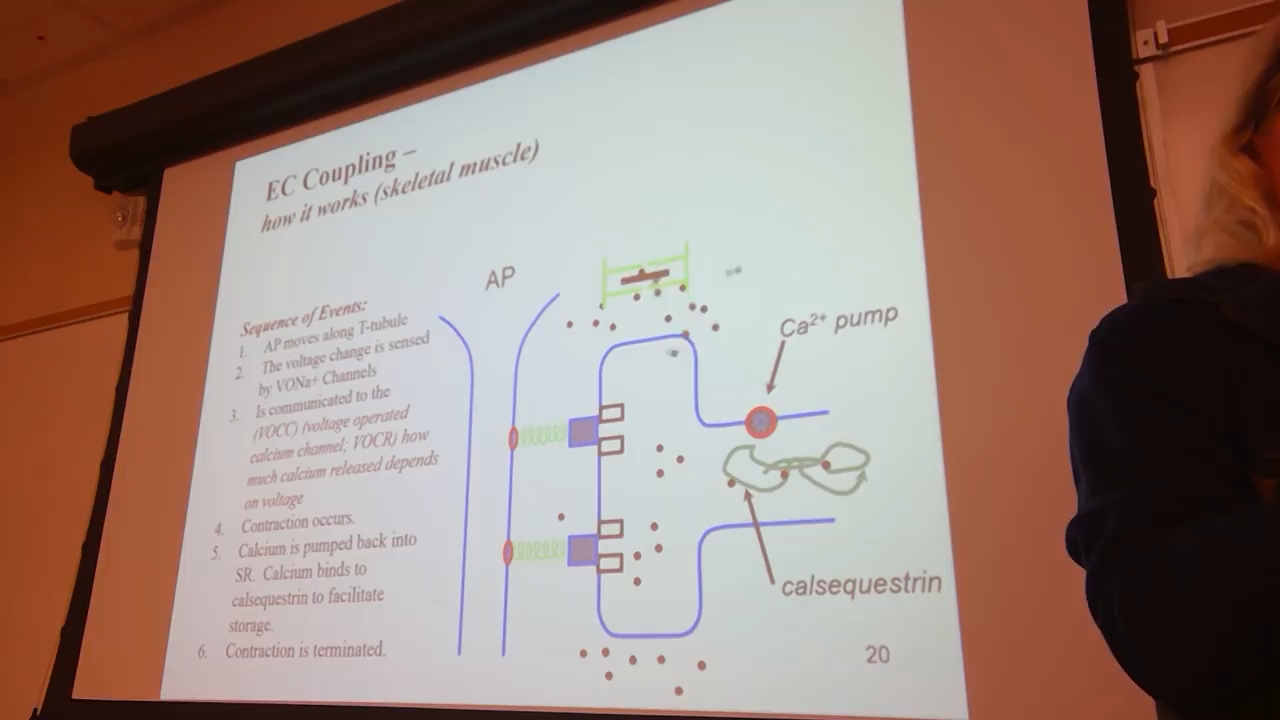 EC Coupling –
how it works (skeletal muscle)
AP
Sequence of Events:
1. AP moves along T-tubule
2. The voltage change is sensed
by VONa+ Channels
3. Is communicated to the
(VOCC) (voltage operated
calcium channel; VOCR) how
much calcium released depends
on voltage
4. Contraction occurs.
5. Calcium is pumped back into
SR. Calcium binds to
calsequestrin to facilitate
storage.
6. Contraction is terminated.
Ca²⁺ pump
calsequestrin
20